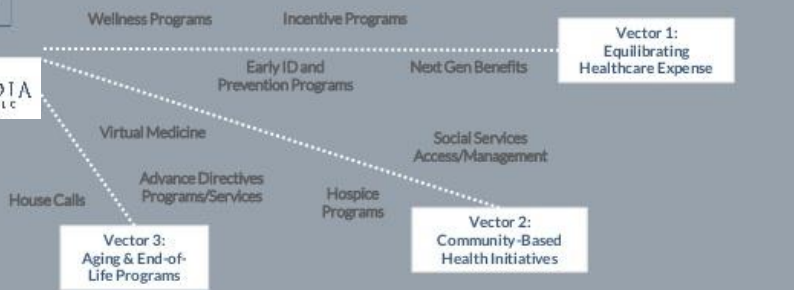 Wellness Programs
Incentive Programs
Vector 1:
Equilibrating
Healthcare Expense
Early ID and
Prevention Programs
Next Gen Benefits
Virtual Medicine
Social Services
Access/Management
Advance Directives
Programs/Services
House Calls
Hospice
Programs
Vector 2:
Community-Based
Health Initiatives
Vector 3:
Aging & End-of-
Life Programs